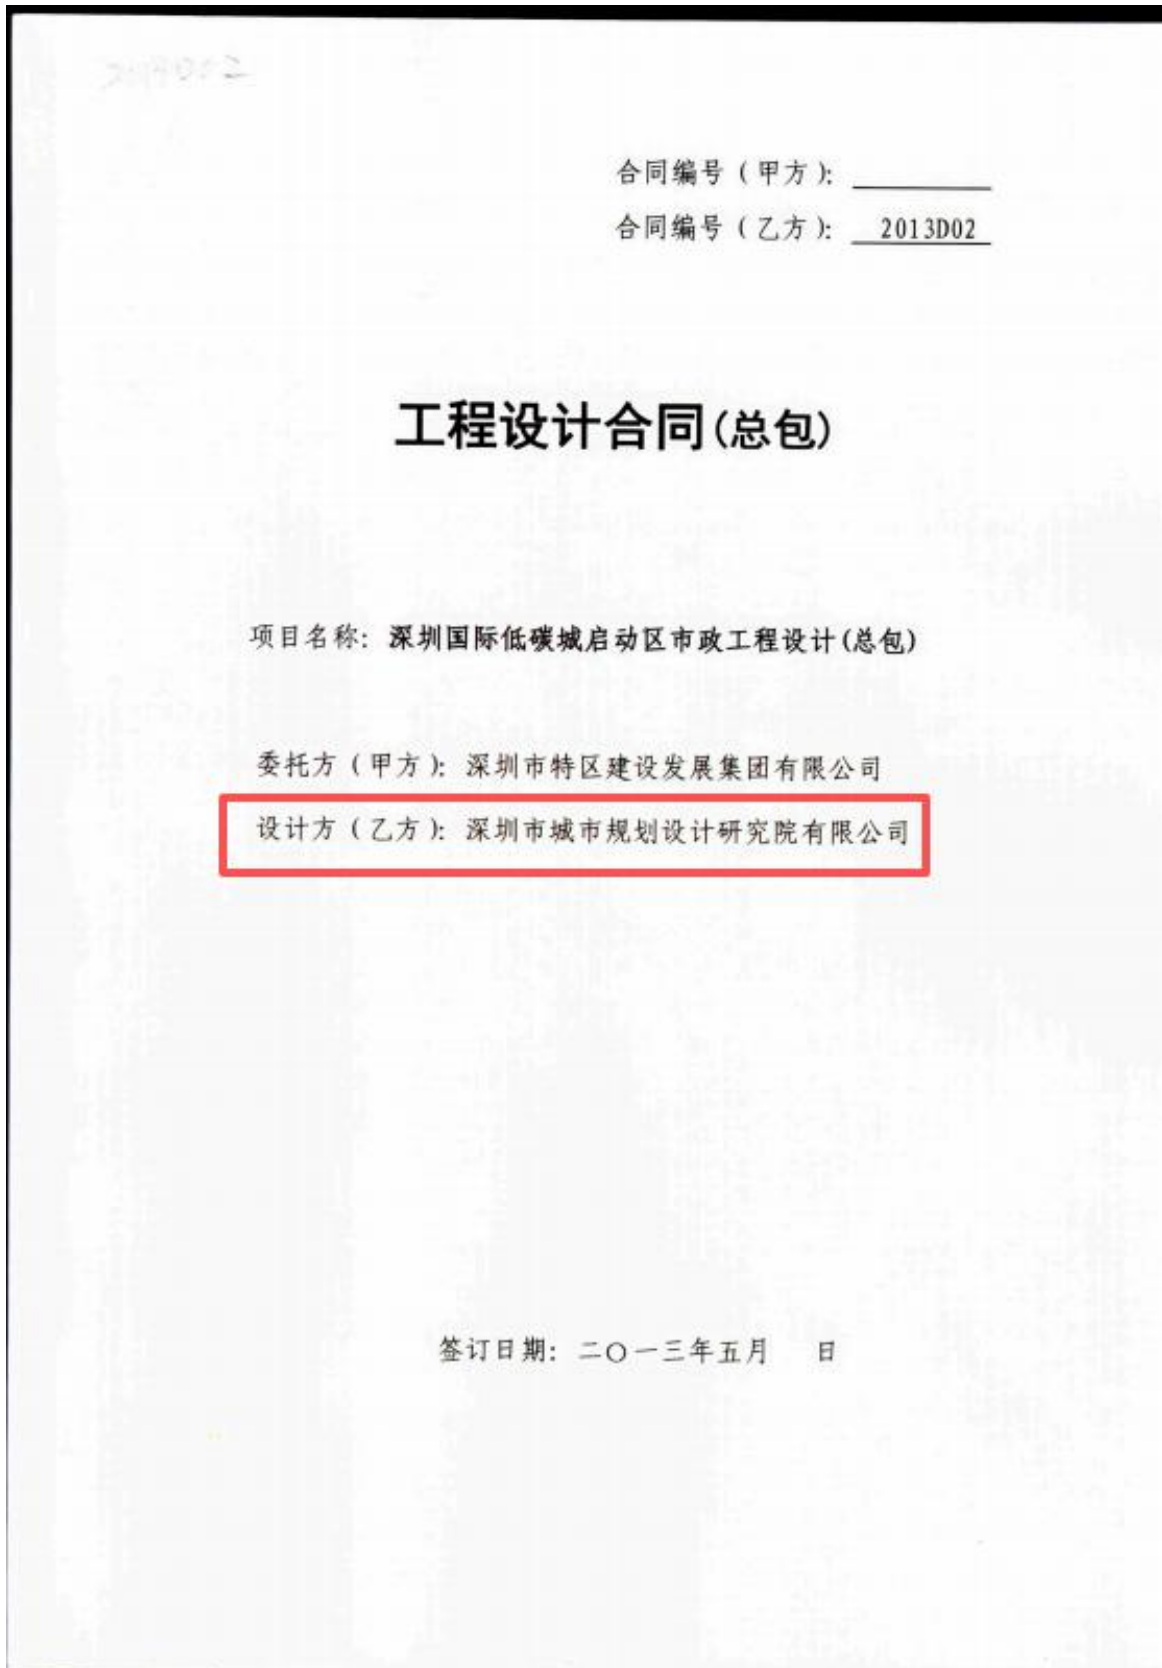 合同编号（甲方）：
合同编号（乙方）： 2013D02
工程设计合同(总包)
项目名称：深圳国际低碳城启动区市政工程设计(总包)
委托方（甲方）：深圳市特区建设发展集团有限公司
设计方（乙方）：深圳市城市规划设计研究院有限公司
签订日期：二〇一三年五月 日